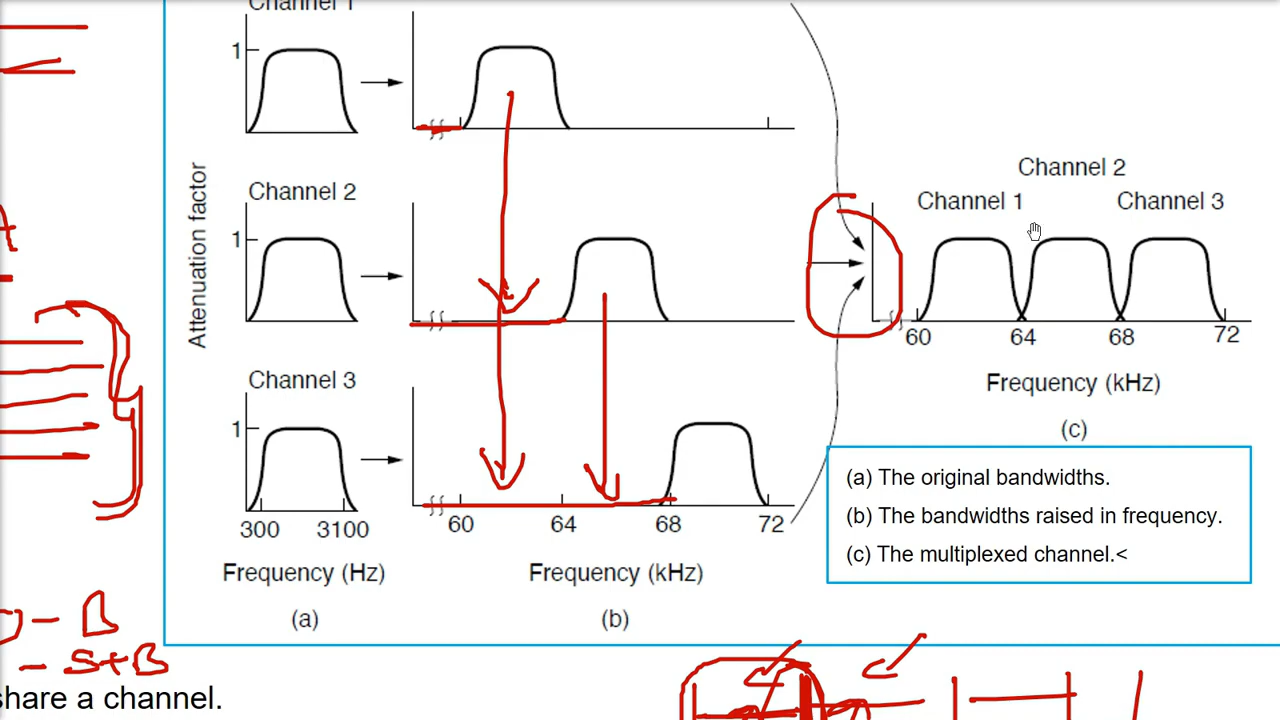 Channel 1
1
Channel 2
1
Channel 3
1
300 3100
Frequency (Hz)
(a)
Attenuation factor
60 64 68 72
Frequency (kHz)
(b)
Channel 2
Channel 1 Channel 3
60 64 68 72
Frequency (kHz)
(c)
(a) The original bandwidths.
(b) The bandwidths raised in frequency.
(c) The multiplexed channel.<
- B
- S+B
share a channel.